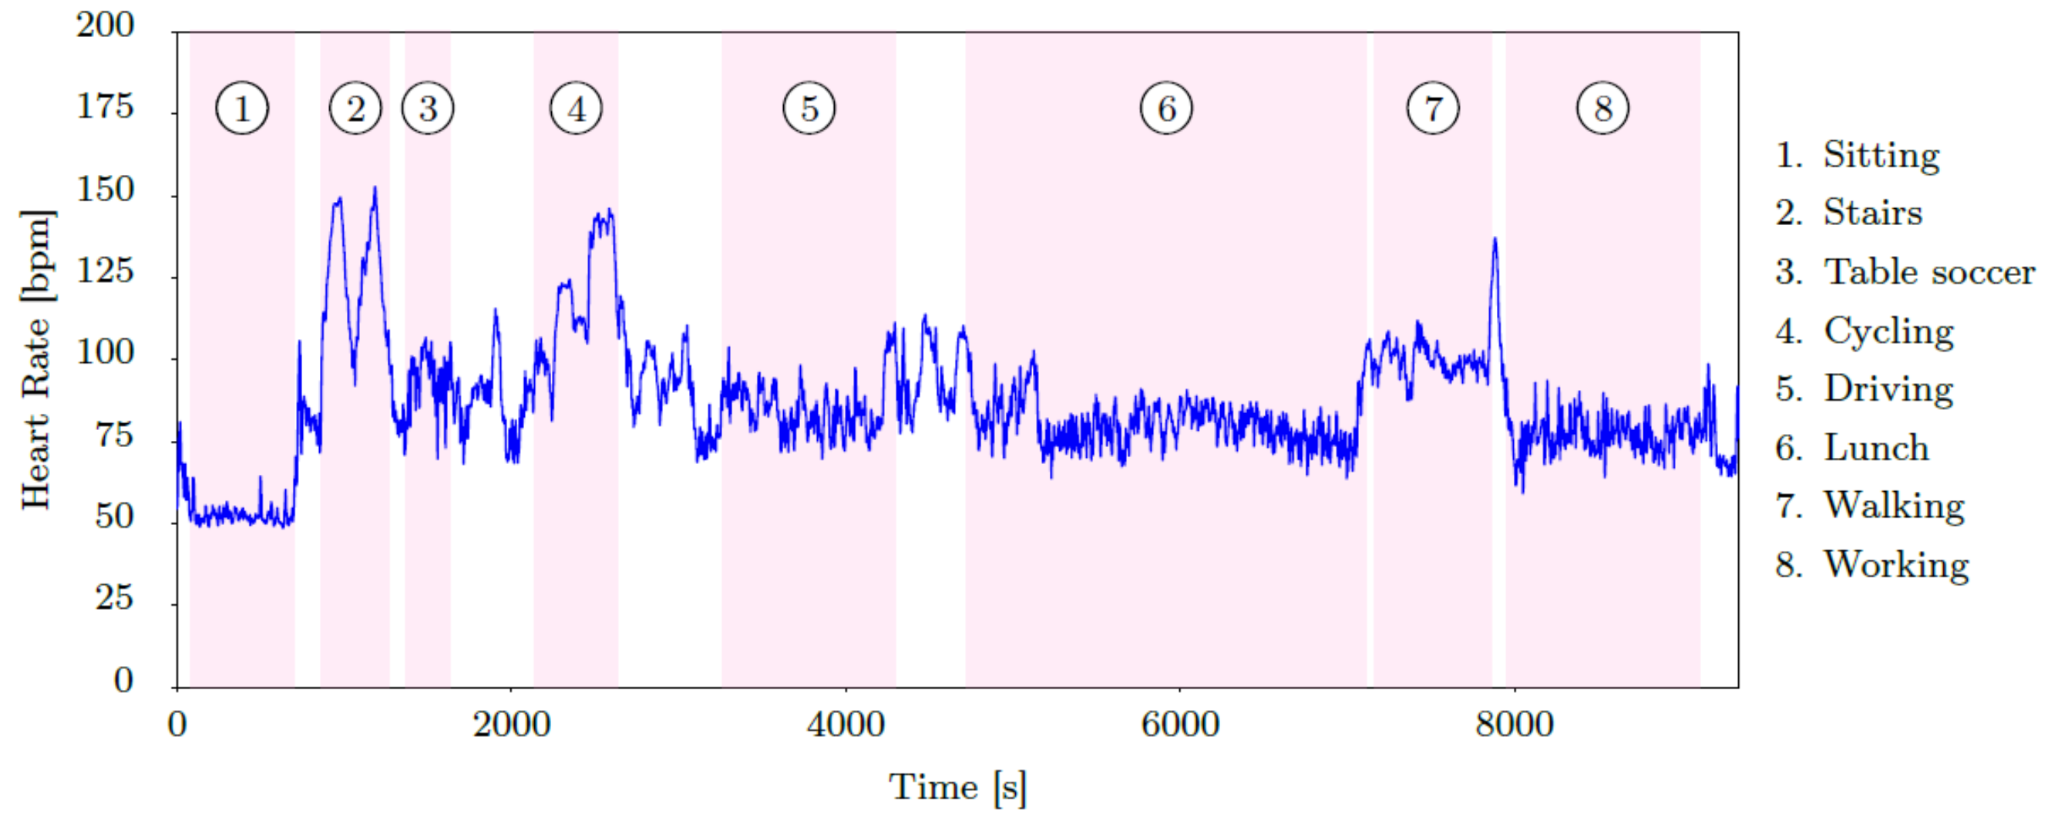 200
175
150
125
100
75
50
25
0
Heart Rate [bpm]
1 2 3 4 5 6 7 8
0 2000 4000 6000 8000
Time [s]
1. Sitting
2. Stairs
3. Table soccer
4. Cycling
5. Driving
6. Lunch
7. Walking
8. Working